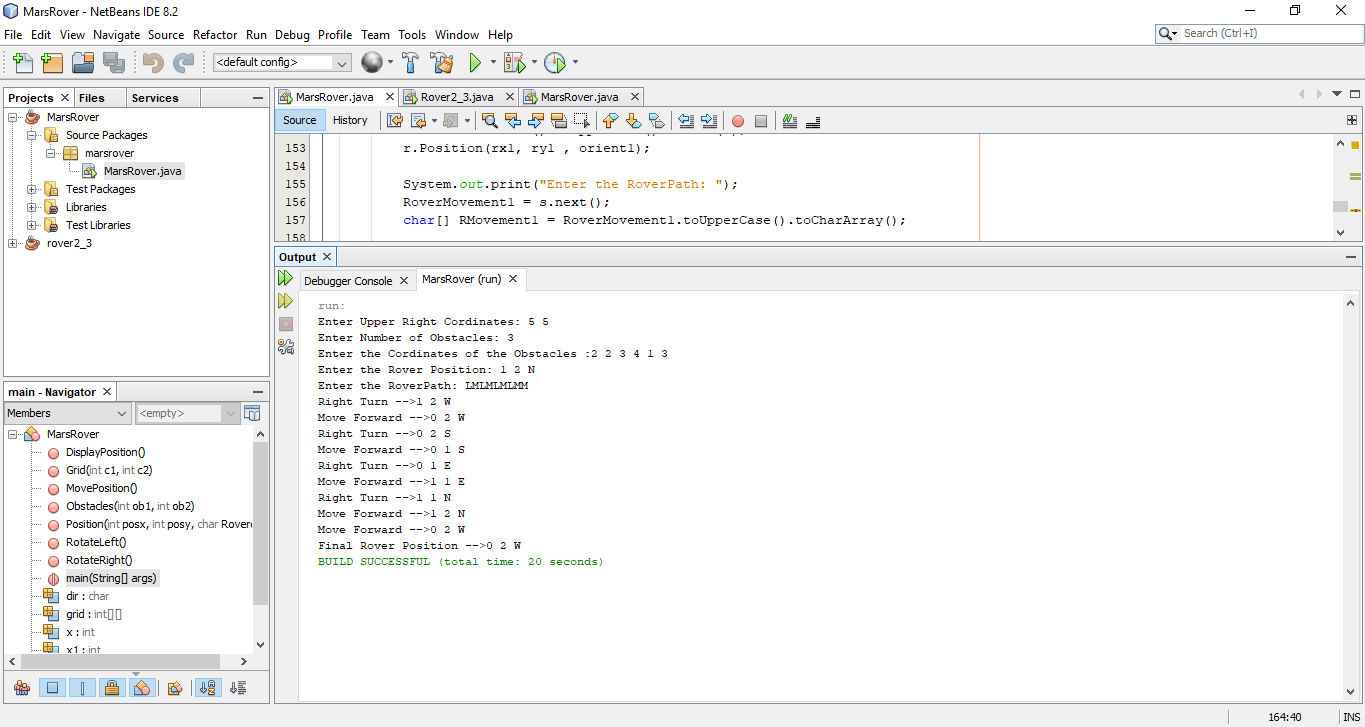 MarsRover - NetBeans IDE 8.2
File Edit View Navigate Source Refactor Run Debug Profile Team Tools Window Help
Search (Ctrl+I)
<default config>
Projects Files Services
MarsRover
Source Packages
marsrover
MarsRover.java
Test Packages
Libraries
Test Libraries
rover2_3
main - Navigator
Members <empty>
MarsRover
DisplayPosition()
Grid(int c1, int c2)
MovePosition()
Obstacles(int ob1, int ob2)
Position(int posx, int posy, char Rover
RotateLeft()
RotateRight()
main(String[] args)
dir : char
grid : int[][]
x : int
x1 : int
MarsRover.java Rover2_3.java MarsRover.java
Source History
153 r.Position(rx1, ry1 , orient1);
154
155 System.out.print("Enter the RoverPath: ");
156 RoverMovement1 = s.next();
157 char[] RMovement1 = RoverMovement1.toUpperCase().toCharArray();
158
Output
Debugger Console MarsRover (run)
run:
Enter Upper Right Cordinates: 5 5
Enter Number of Obstacles: 3
Enter the Cordinates of the Obstacles :2 2 3 4 1 3
Enter the Rover Position: 1 2 N
Enter the RoverPath: LMLMLMLMM
Right Turn -->1 2 W
Move Forward -->0 2 W
Right Turn -->0 2 S
Move Forward -->0 1 S
Right Turn -->0 1 E
Move Forward -->1 1 E
Right Turn -->1 1 N
Move Forward -->1 2 N
Move Forward -->0 2 W
Final Rover Position -->0 2 W
BUILD SUCCESSFUL (total time: 20 seconds)
164:40 INS